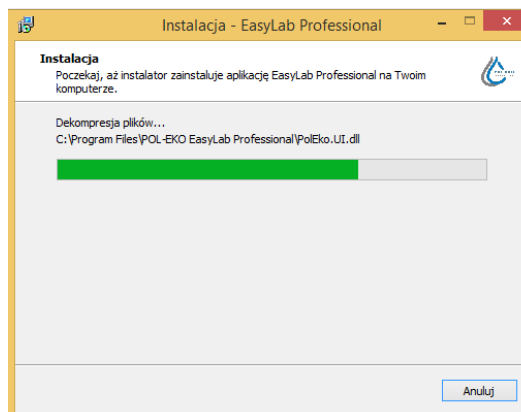 Instalacja - EasyLab Professional
Instalacja
Poczekaj, aż instalator zainstaluje aplikację EasyLab Professional na Twoim
komputerze.
Dekompresja plików...
C:\Program Files\POL-EKO EasyLab Professional\PolEko.UI.dll
Anuluj